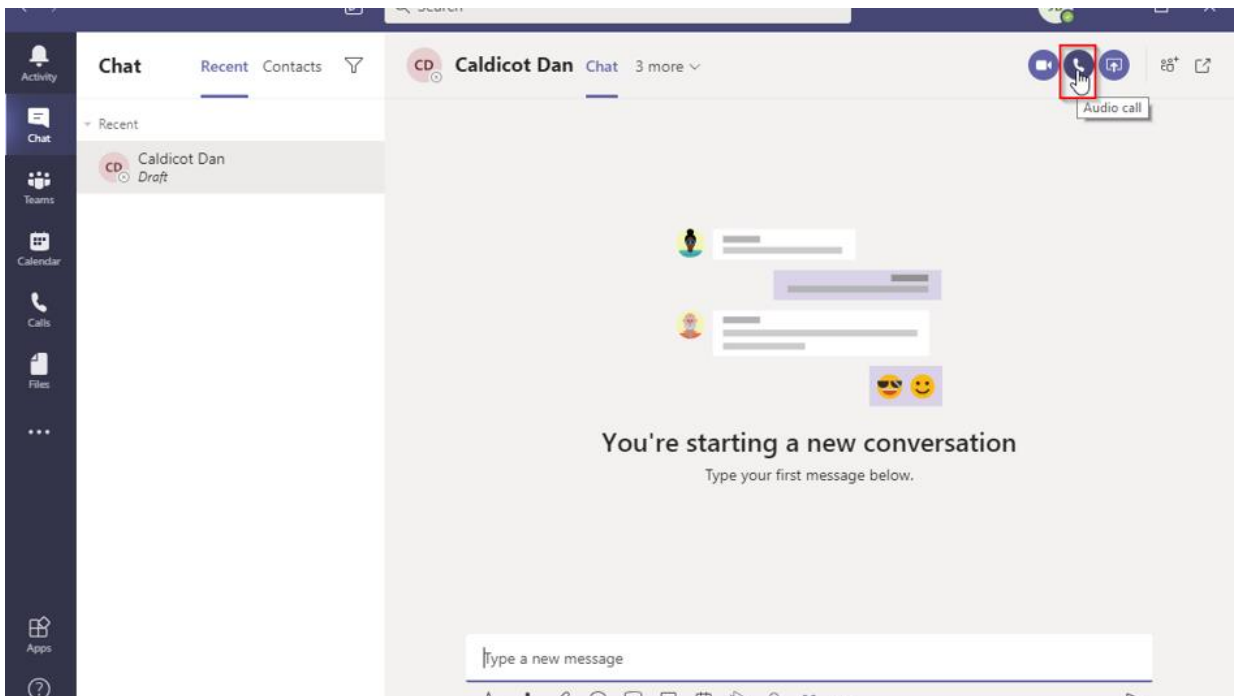 Search
Activity
Chat
Teams
Calendar
Calls
Files
Apps
Chat Recent Contacts
Recent
CD Caldicot Dan
Draft
CD Caldicot Dan Chat 3 more
Audio call
You're starting a new conversation
Type your first message below.
Type a new message